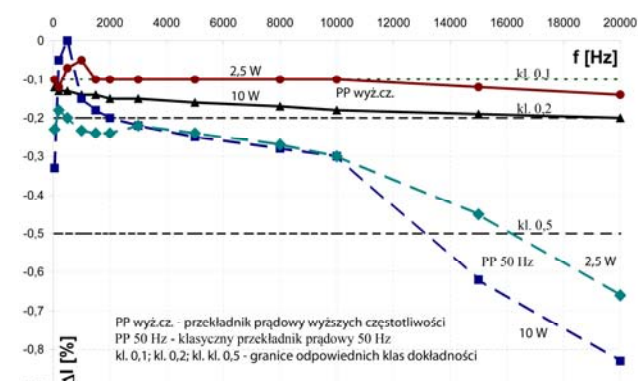 0 2000 4000 6000 8000 10000 12000 14000 16000 18000 20000
0
f [Hz]
-0,1
2,5 W
kl. 0,1
PP wyż.cz.
10 W
kl. 0,2
-0,2
-0,3
-0.4
kl. 0,5
-0,5
PP 50 Hz
2,5 W
-0,6
-0,7
10 W
PP wyż.cz. - przekładnik prądowy wyższych częstotliwości
PP 50 Hz - klasyczny przekładnik prądowy 50 Hz
kl. 0,1; kl. 0,2; kl. kl. 0,5 - granice odpowiednich klas dokładności
-0,8
ΔI [%]